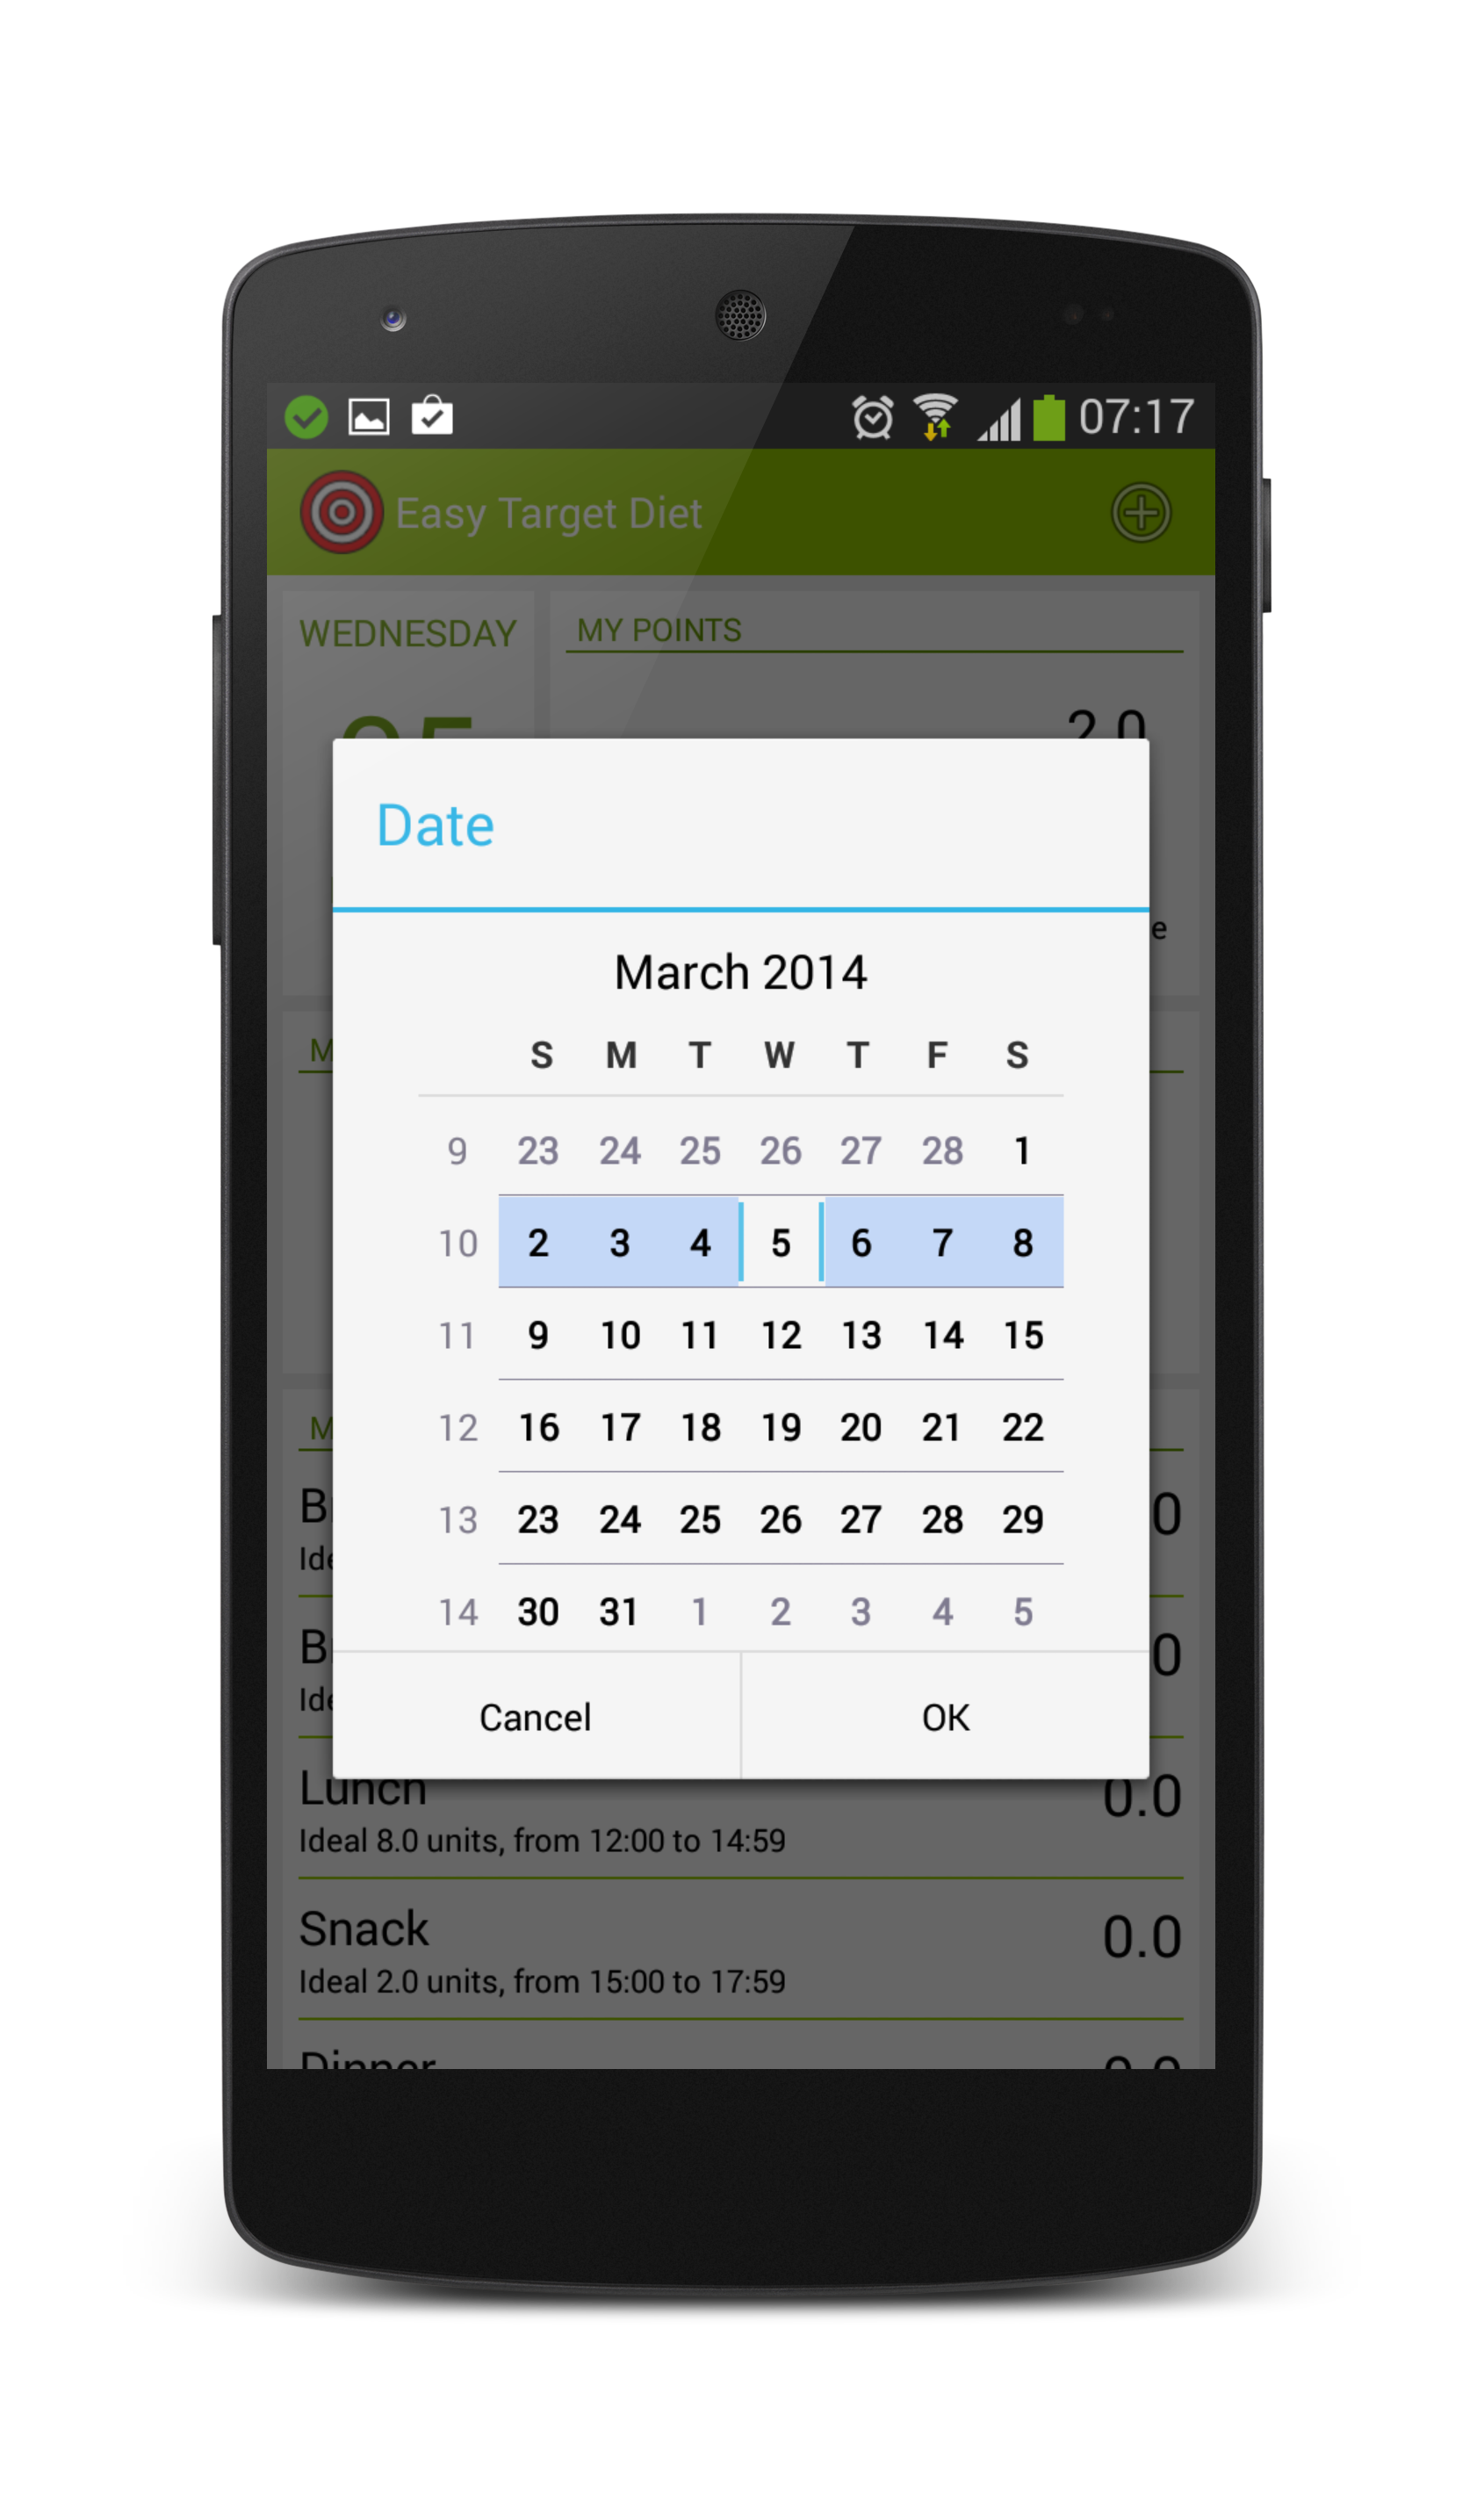 07:17
Easy Target Diet
WEDNESDAY
MY POINTS
2.0
Date
March 2014
S M T W T F S
9 23 24 25 26 27 28 1
10 2 3 4 5 6 7 8
11 9 10 11 12 13 14 15
12 16 17 18 19 20 21 22
13 23 24 25 26 27 28 29
14 30 31 1 2 3 4 5
Cancel OK
Lunch 0.0
Ideal 8.0 units, from 12:00 to 14:59
Snack 0.0
Ideal 2.0 units, from 15:00 to 17:59
Dinner 0.0